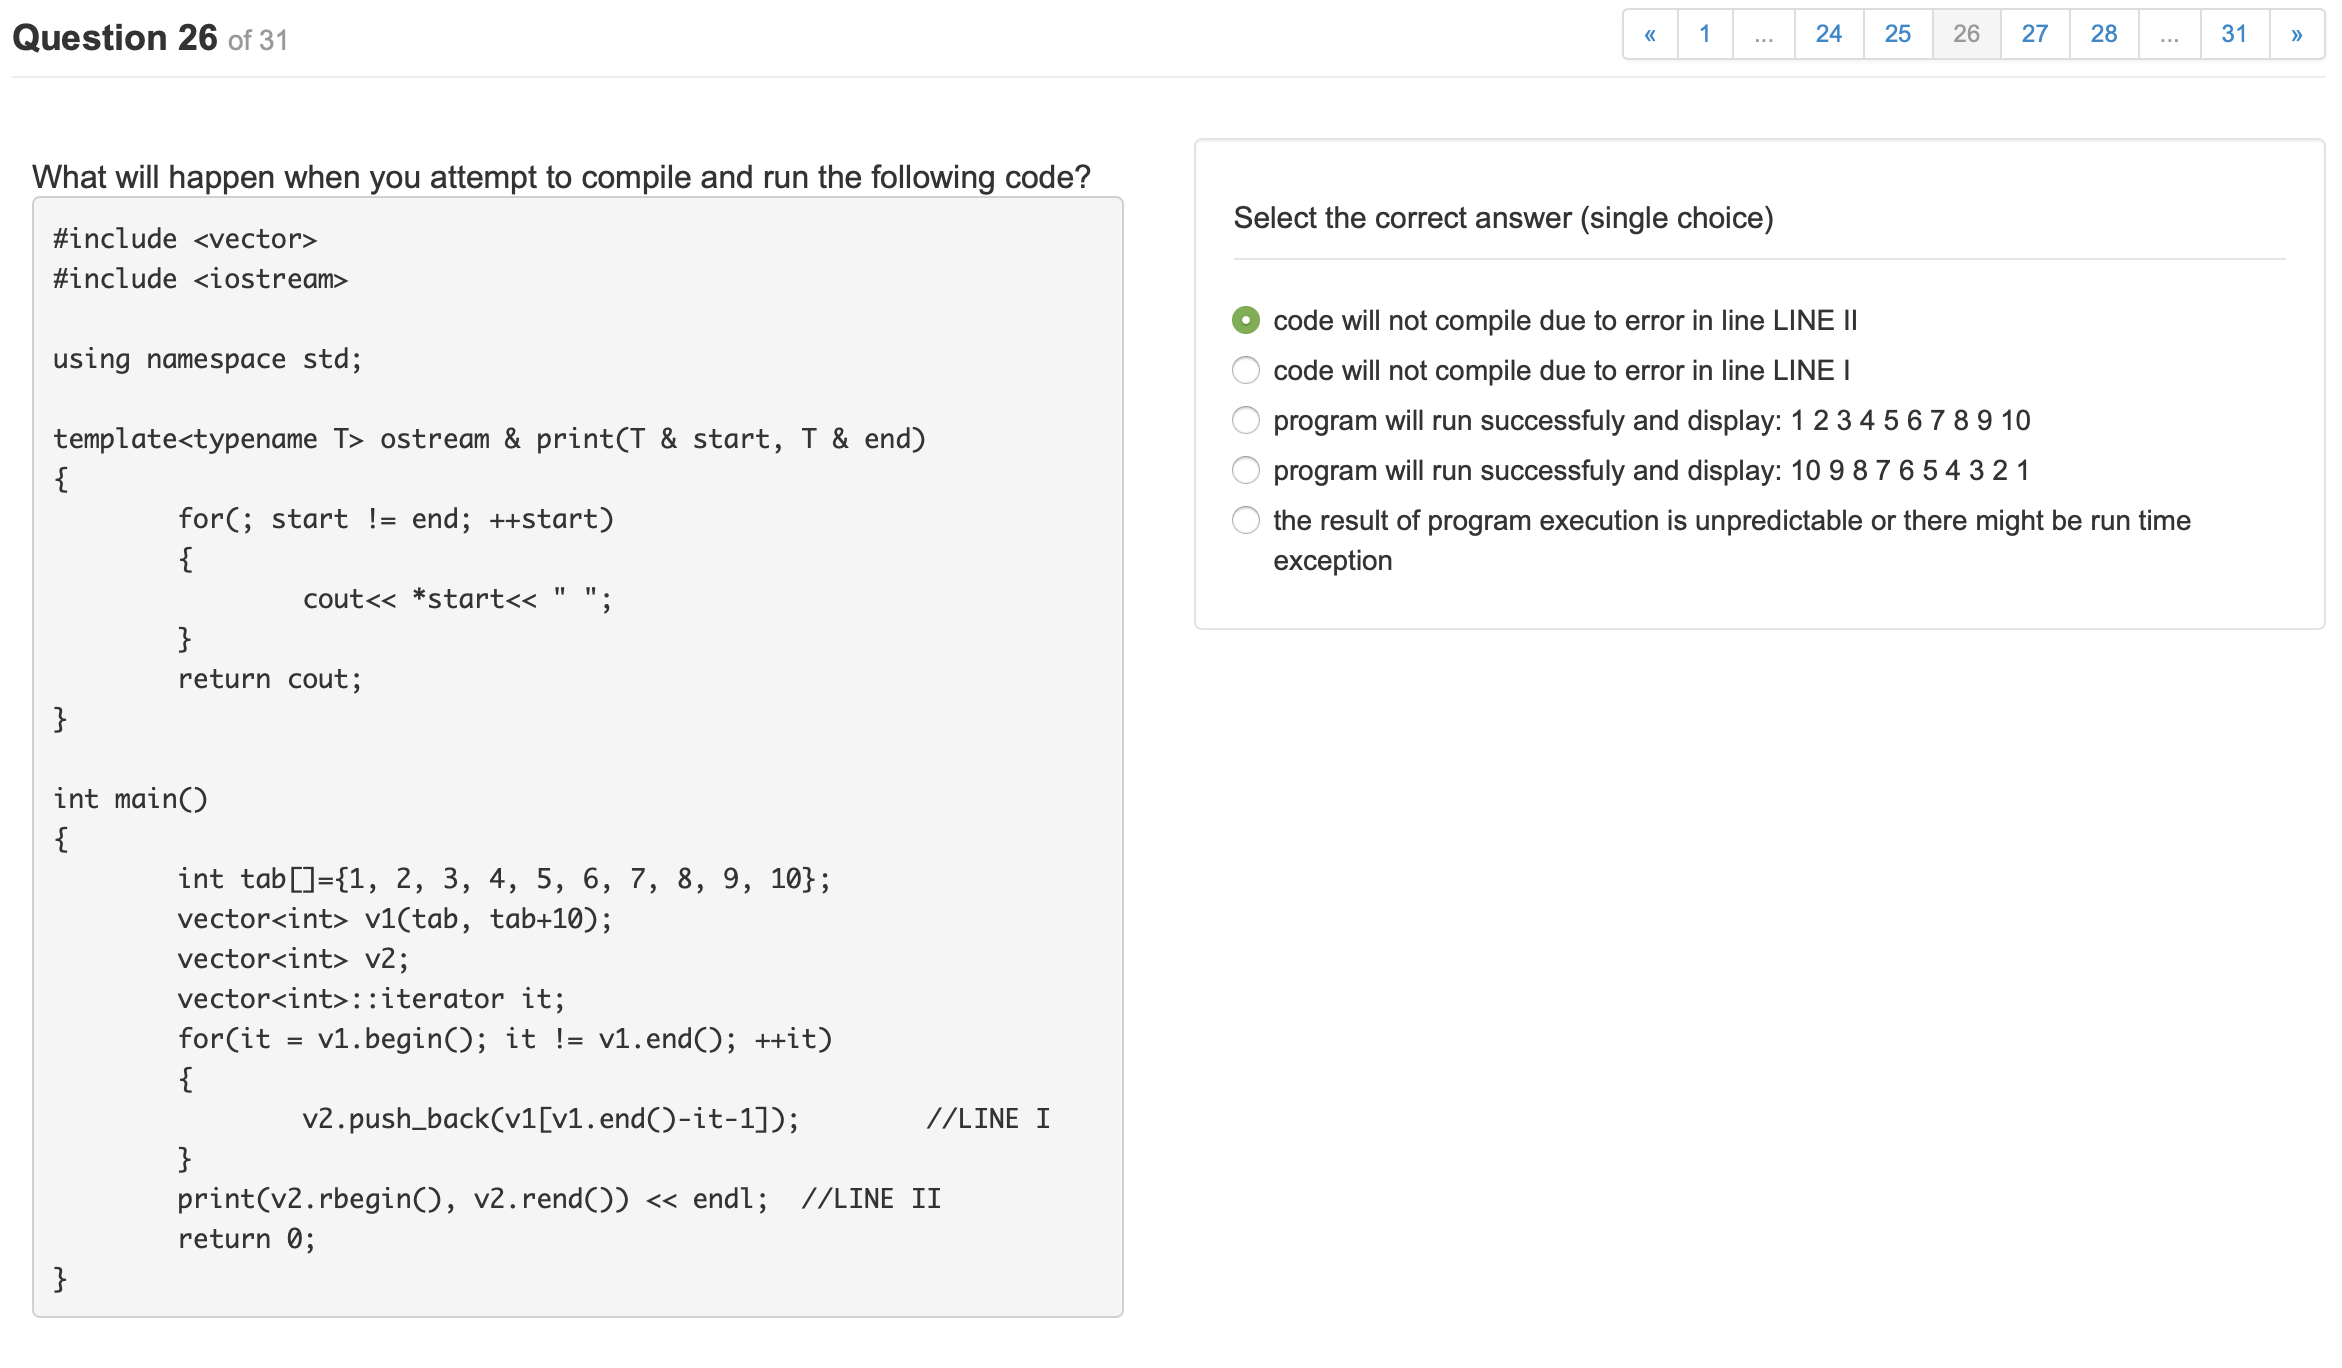 Question 26 of 31
« 1 ... 24 25 26 27 28 ... 31 »
What will happen when you attempt to compile and run the following code?
#include <vector>
#include <iostream>
using namespace std;
template<typename T> ostream & print(T & start, T & end)
{
for(; start != end; ++start)
{
cout<< *start<< " ";
}
return cout;
}
int main()
{
int tab[]={1, 2, 3, 4, 5, 6, 7, 8, 9, 10};
vector<int> v1(tab, tab+10);
vector<int> v2;
vector<int>::iterator it;
for(it = v1.begin(); it != v1.end(); ++it)
{
v2.push_back(v1[v1.end()-it-1]); //LINE I
}
print(v2.rbegin(), v2.rend()) << endl; //LINE II
return 0;
}
Select the correct answer (single choice)
code will not compile due to error in line LINE II
code will not compile due to error in line LINE I
program will run successfuly and display: 1 2 3 4 5 6 7 8 9 10
program will run successfuly and display: 10 9 8 7 6 5 4 3 2 1
the result of program execution is unpredictable or there might be run time
exception